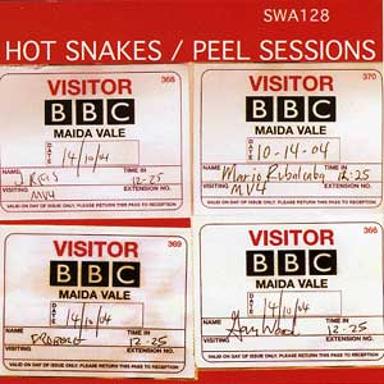 SWA128
HOT SNAKES / PEEL SESSIONS
368
VISITOR
BBC
MAIDA VALE
DATE 14/10/04
NAME J REIS TIME IN 12-25
VISITING MV4 EXTENSION NO.
VALID ON DAY OF ISSUE ONLY. PLEASE RETURN THIS PASS TO RECEPTION
370
VISITOR
BBC
MAIDA VALE
DATE 10-14-04
NAME Mario Rubalcaba TIME IN 12:25
VISITING MV4 EXTENSION NO.
VALID ON DAY OF ISSUE ONLY. PLEASE RETURN THIS PASS TO RECEPTION
369
VISITOR
BBC
MAIDA VALE
DATE 14/10/04
NAME TIME IN 12-25
VISITING EXTENSION NO.
VALID ON DAY OF ISSUE ONLY. PLEASE RETURN THIS PASS TO RECEPTION
366
VISITOR
BBC
MAIDA VALE
DATE 14/10/04
NAME Gar Wood TIME IN 12-25
VISITING EXTENSION NO.
VALID ON DAY OF ISSUE ONLY. PLEASE RETURN THIS PASS TO RECEPTION